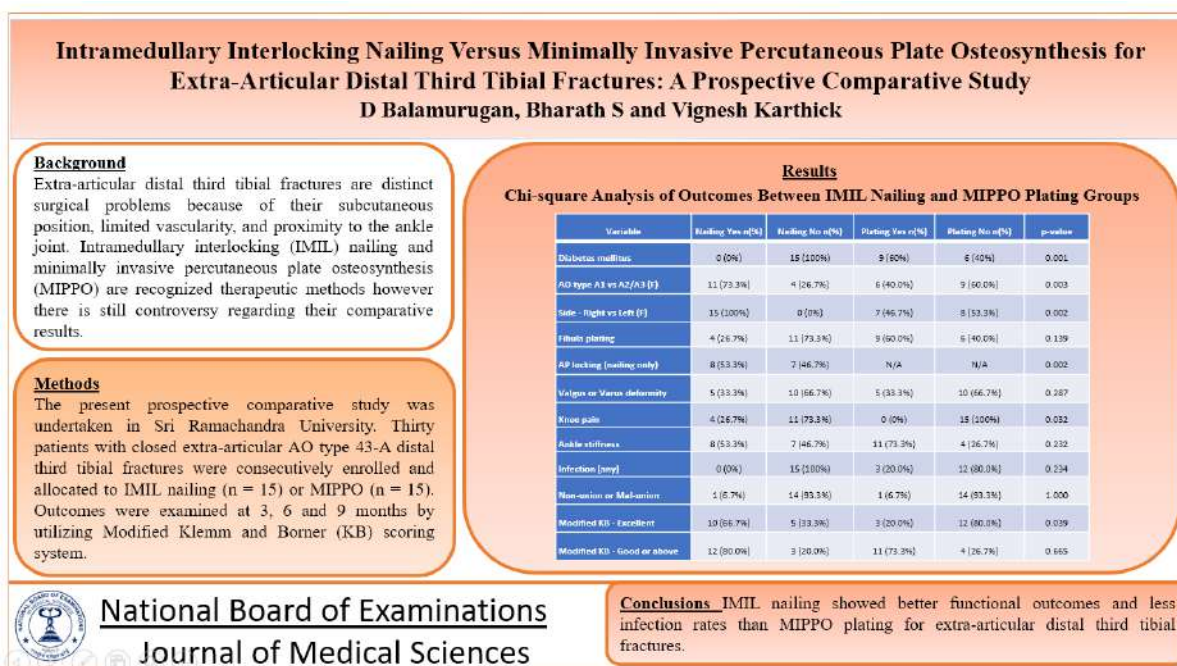 Intramedullary Interlocking Nailing Versus Minimally Invasive Percutaneous Plate Osteosynthesis for
Extra-Articular Distal Third Tibial Fractures: A Prospective Comparative Study
D Balamurugan, Bharath S and Vignesh Karthick
Background
Extra-articular distal third tibial fractures are distinct
surgical problems because of their subcutaneous
position, limited vascularity, and proximity to the ankle
joint. Intramedullary interlocking (IMIL) nailing and
minimally invasive percutaneous plate osteosynthesis
(MIPPO) are recognized therapeutic methods however
there is still controversy regarding their comparative
results.
Methods
The present prospective comparative study was
undertaken in Sri Ramachandra University. Thirty
patients with closed extra-articular AO type 43-A distal
third tibial fractures were consecutively enrolled and
allocated to IMIL nailing (n = 15) or MIPPO (n = 15).
Outcomes were examined at 3, 6 and 9 months by
utilizing Modified Klemm and Borner (KB) scoring
system.
Results
Chi-square Analysis of Outcomes Between IMIL Nailing and MIPPO Plating Groups
Variable Nailing Yes n(%) Nailing No n(%) Plating Yes n(%) Plating No n(%) p-value
Diabetes mellitus 0 (0%) 15 (100%) 9 (60%) 6 (40%) 0.001
AO type A1 vs A2/A3 (F) 11 (73.3%) 4 (26.7%) 6 (40.0%) 9 (60.0%) 0.003
Side - Right vs Left (F) 15 (100%) 0 (0%) 7 (46.7%) 8 (53.3%) 0.002
Fibula plating 4 (26.7%) 11 (73.3%) 9 (60.0%) 6 (40.0%) 0.139
AP locking (nailing only) 8 (53.3%) 7 (46.7%) N/A N/A 0.002
Valgus or Varus deformity 5 (33.3%) 10 (66.7%) 5 (33.3%) 10 (66.7%) 0.287
Knee pain 4 (26.7%) 11 (73.3%) 0 (0%) 15 (100%) 0.032
Ankle stiffness 8 (53.3%) 7 (46.7%) 11 (73.3%) 4 (26.7%) 0.232
Infection (any) 0 (0%) 15 (100%) 3 (20.0%) 12 (80.0%) 0.234
Non-union or Mal-union 1 (6.7%) 14 (93.3%) 1 (6.7%) 14 (93.3%) 1.000
Modified KB - Excellent 10 (66.7%) 5 (33.3%) 3 (20.0%) 12 (80.0%) 0.039
Modified KB - Good or above 12 (80.0%) 3 (20.0%) 11 (73.3%) 4 (26.7%) 0.665
National Board of Examinations
Journal of Medical Sciences
Conclusions IMIL nailing showed better functional outcomes and less
infection rates than MIPPO plating for extra-articular distal third tibial
fractures.